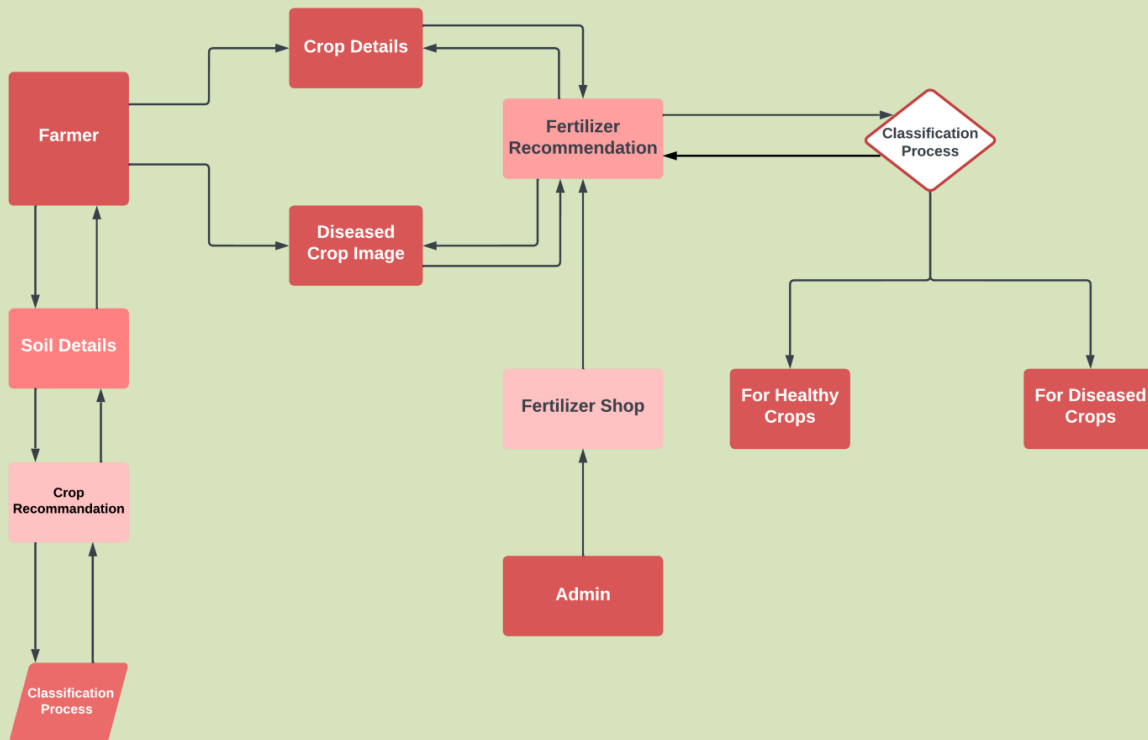 Crop Details
Farmer
Fertilizer
Recommendation
Classification
Process
Diseased
Crop Image
Soil Details
Fertilizer Shop
For Healthy
Crops
For Diseased
Crops
Crop
Recommandation
Admin
Classification
Process